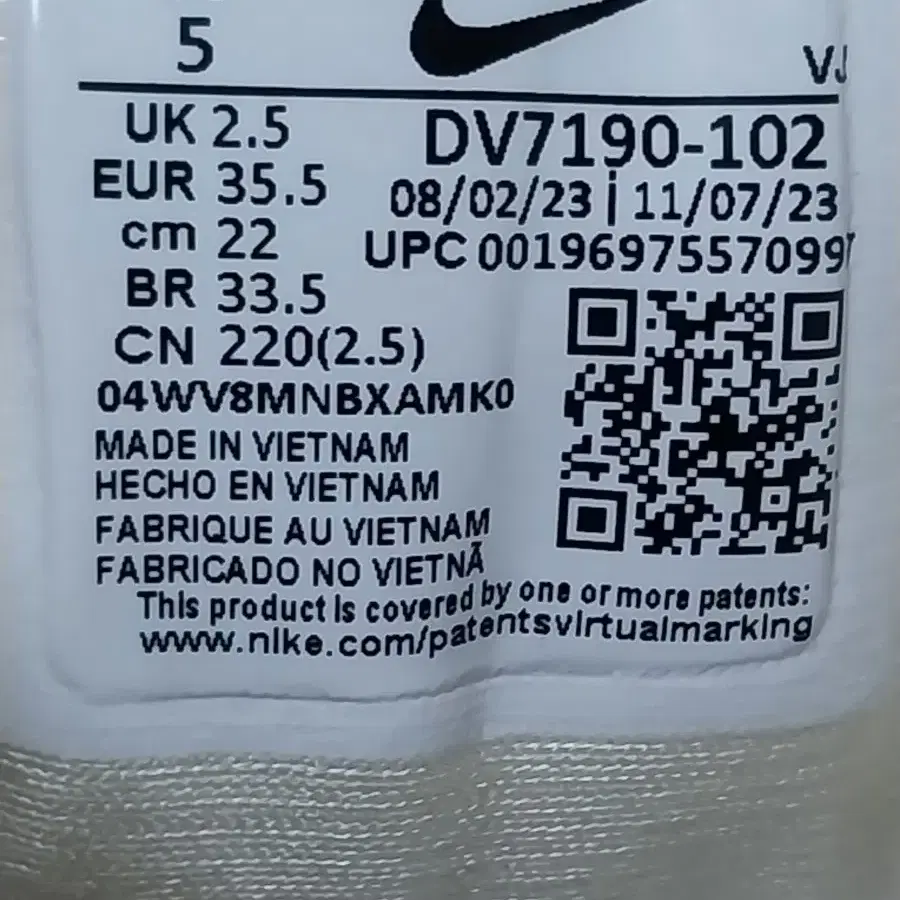 5
VJ
UK 2.5
EUR 35.5
cm 22
BR 33.5
CN 220(2.5)
DV7190-102
08/02/23 | 11/07/23
UPC 00196975570997
04WV8MNBXAMK0
MADE IN VIETNAM
HECHO EN VIETNAM
FABRIQUE AU VIETNAM
FABRICADO NO VIETNÃ
This product is covered by one or more patents:
www.nike.com/patentsvirtualmarking